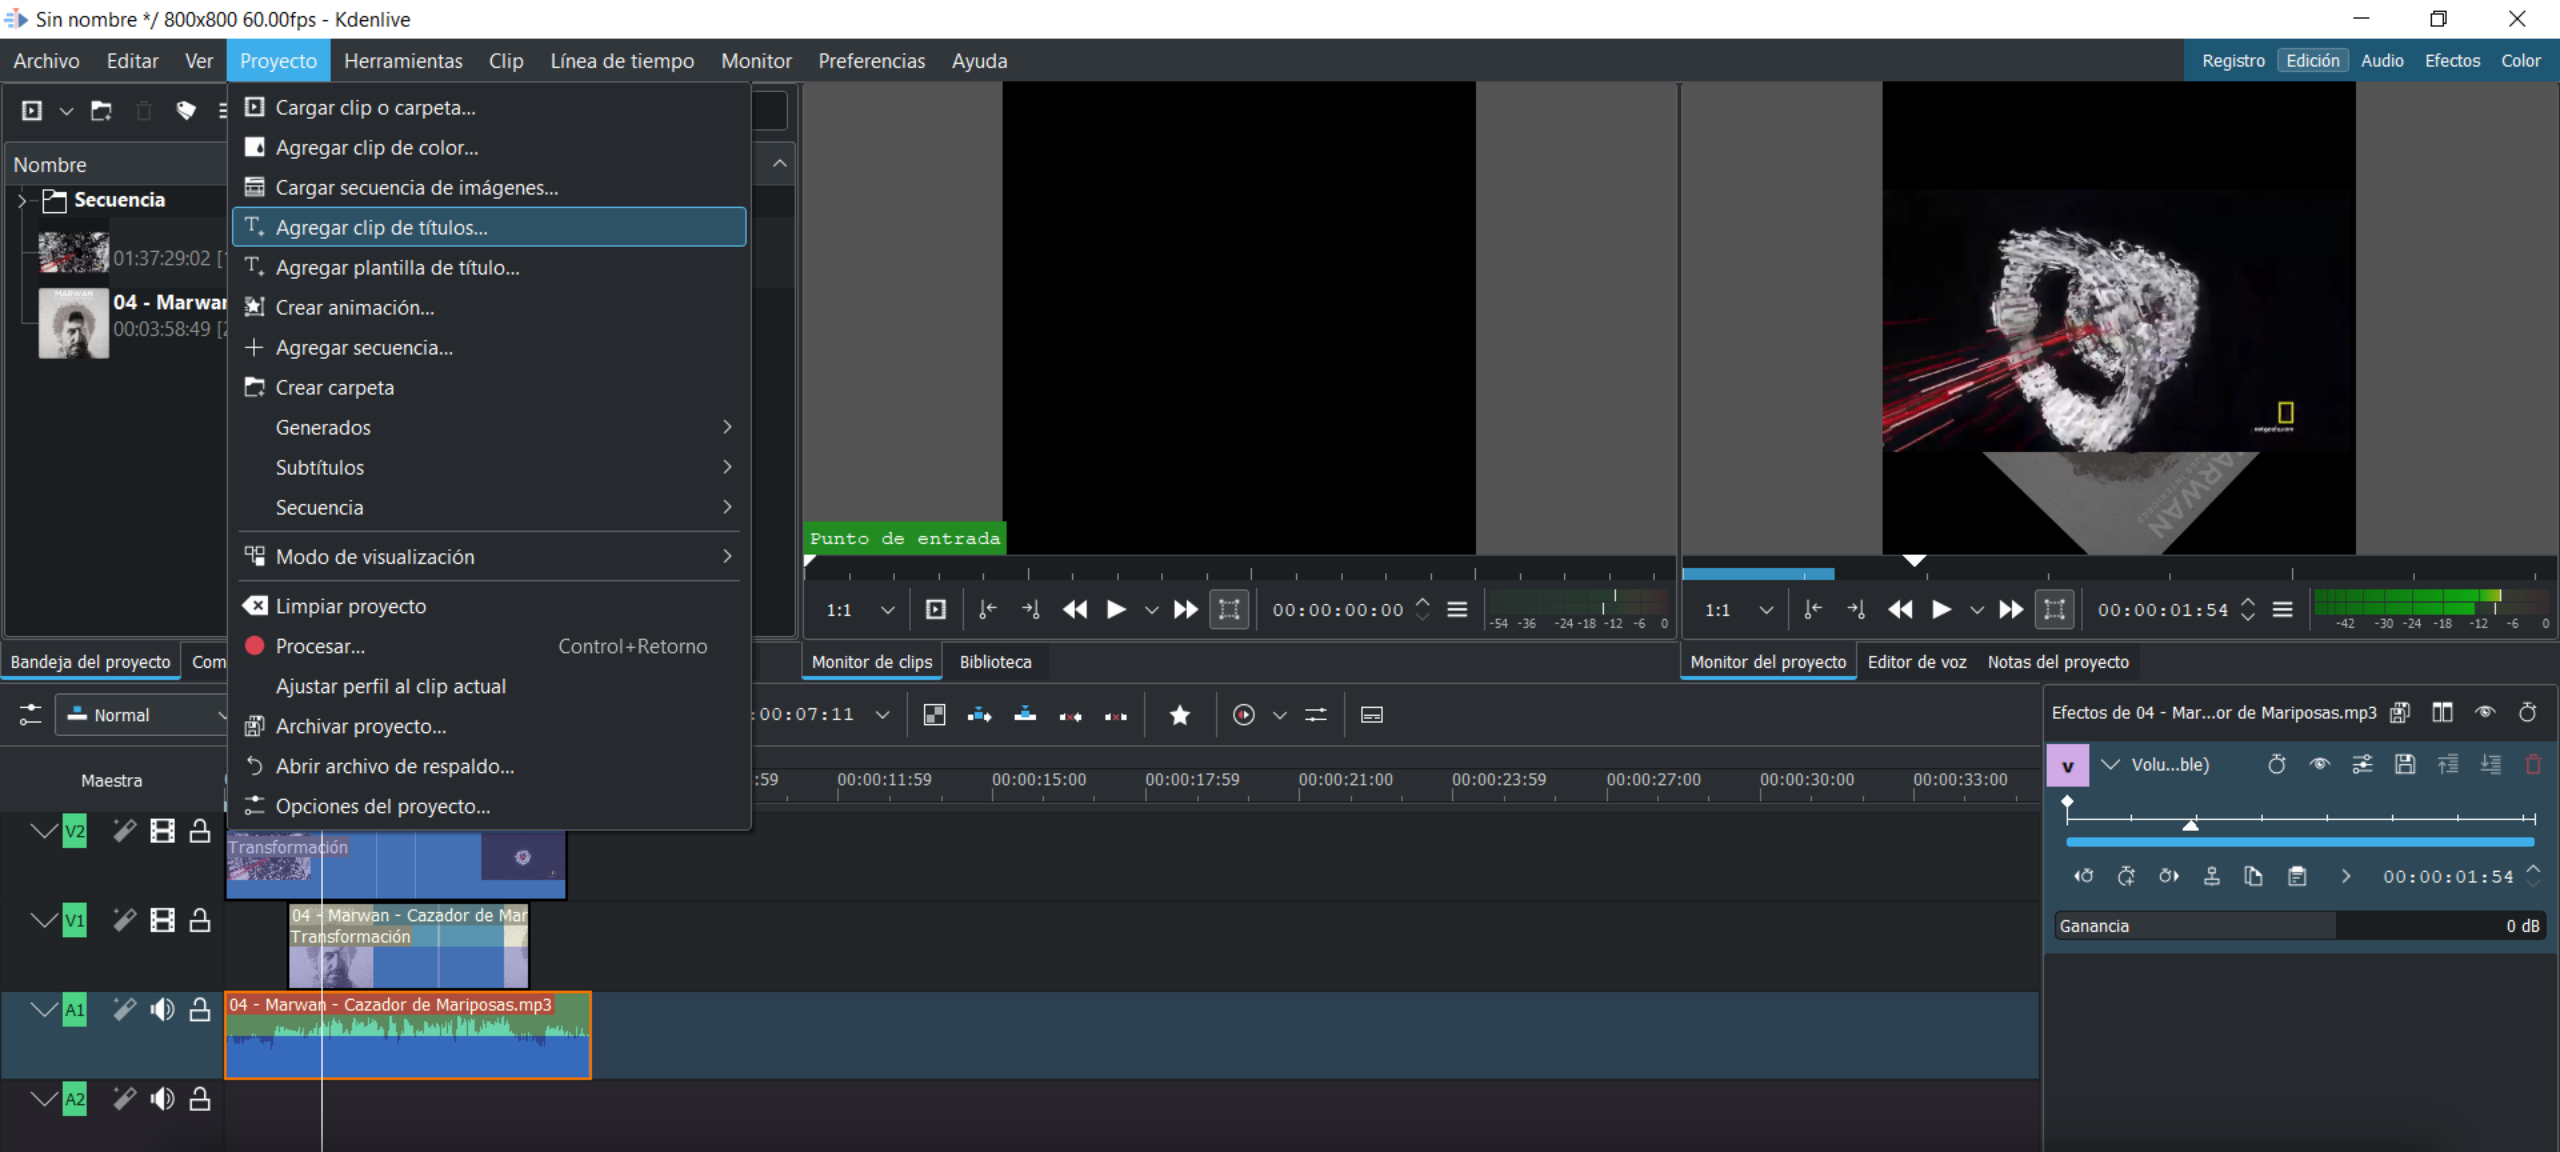 Sin nombre */ 800x800 60.00fps - Kdenlive
Archivo Editar Ver Proyecto Herramientas Clip Línea de tiempo Monitor Preferencias Ayuda
Registro Edición Audio Efectos Color
Nombre
Secuencia
01:37:29:02 [
04 - Marwan
00:03:58:49 [
MARWAN
Cargar clip o carpeta...
Agregar clip de color...
Cargar secuencia de imágenes...
Agregar clip de títulos...
Agregar plantilla de título...
Crear animación...
Agregar secuencia...
Crear carpeta
Generados
Subtítulos
Secuencia
Modo de visualización
Limpiar proyecto
Procesar... Control+Retorno
Ajustar perfil al clip actual
Archivar proyecto...
Abrir archivo de respaldo...
Opciones del proyecto...
Punto de entrada
1:1 00:00:00:00
-54 -36 -24 -18 -12 -6 0
MARWAN
1:1 00:00:01:54
-42 -30 -24 -18 -12 -6 0
Bandeja del proyecto Com
Monitor de clips Biblioteca
Monitor del proyecto Editor de voz Notas del proyecto
Normal
:00:07:11
Maestra
:59 00:00:11:59 00:00:15:00 00:00:17:59 00:00:21:00 00:00:23:59 00:00:27:00 00:00:30:00 00:00:33:00
V2
Transformación
V1
04 - Marwan - Cazador de Mar
Transformación
A1
04 - Marwan - Cazador de Mariposas.mp3
A2
Efectos de 04 - Mar...or de Mariposas.mp3
v Volu...ble)
00:00:01:54
Ganancia 0 dB